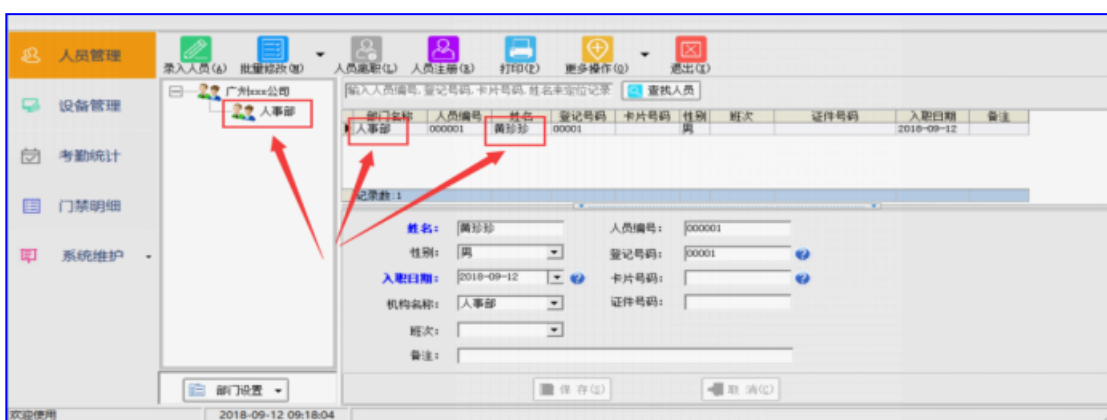 人员管理
设备管理
考勤统计
门禁明细
系统维护
录入人员(A) 批量修改(M) 人员离职(L) 人员注册(E) 打印(P) 更多操作(O) 退出(X)
广州xxx公司
人事部
输入人员编号,登记号码,卡片号码,姓名来定位记录 查找人员
部门名称 人员编号 姓名 登记号码 卡片号码 性别 班次 证件号码 入职日期 备注
人事部 000001 黄珍珍 00001 男 2018-09-12
记录数:1
姓名: 黄珍珍 人员编号: 000001
性别: 男 登记号码: 00001
入职日期: 2018-09-12 卡片号码:
机构名称: 人事部 证件号码:
班次:
备注:
部门设置 保存(S) 取消(C)
欢迎使用 2018-09-12 09:18:04